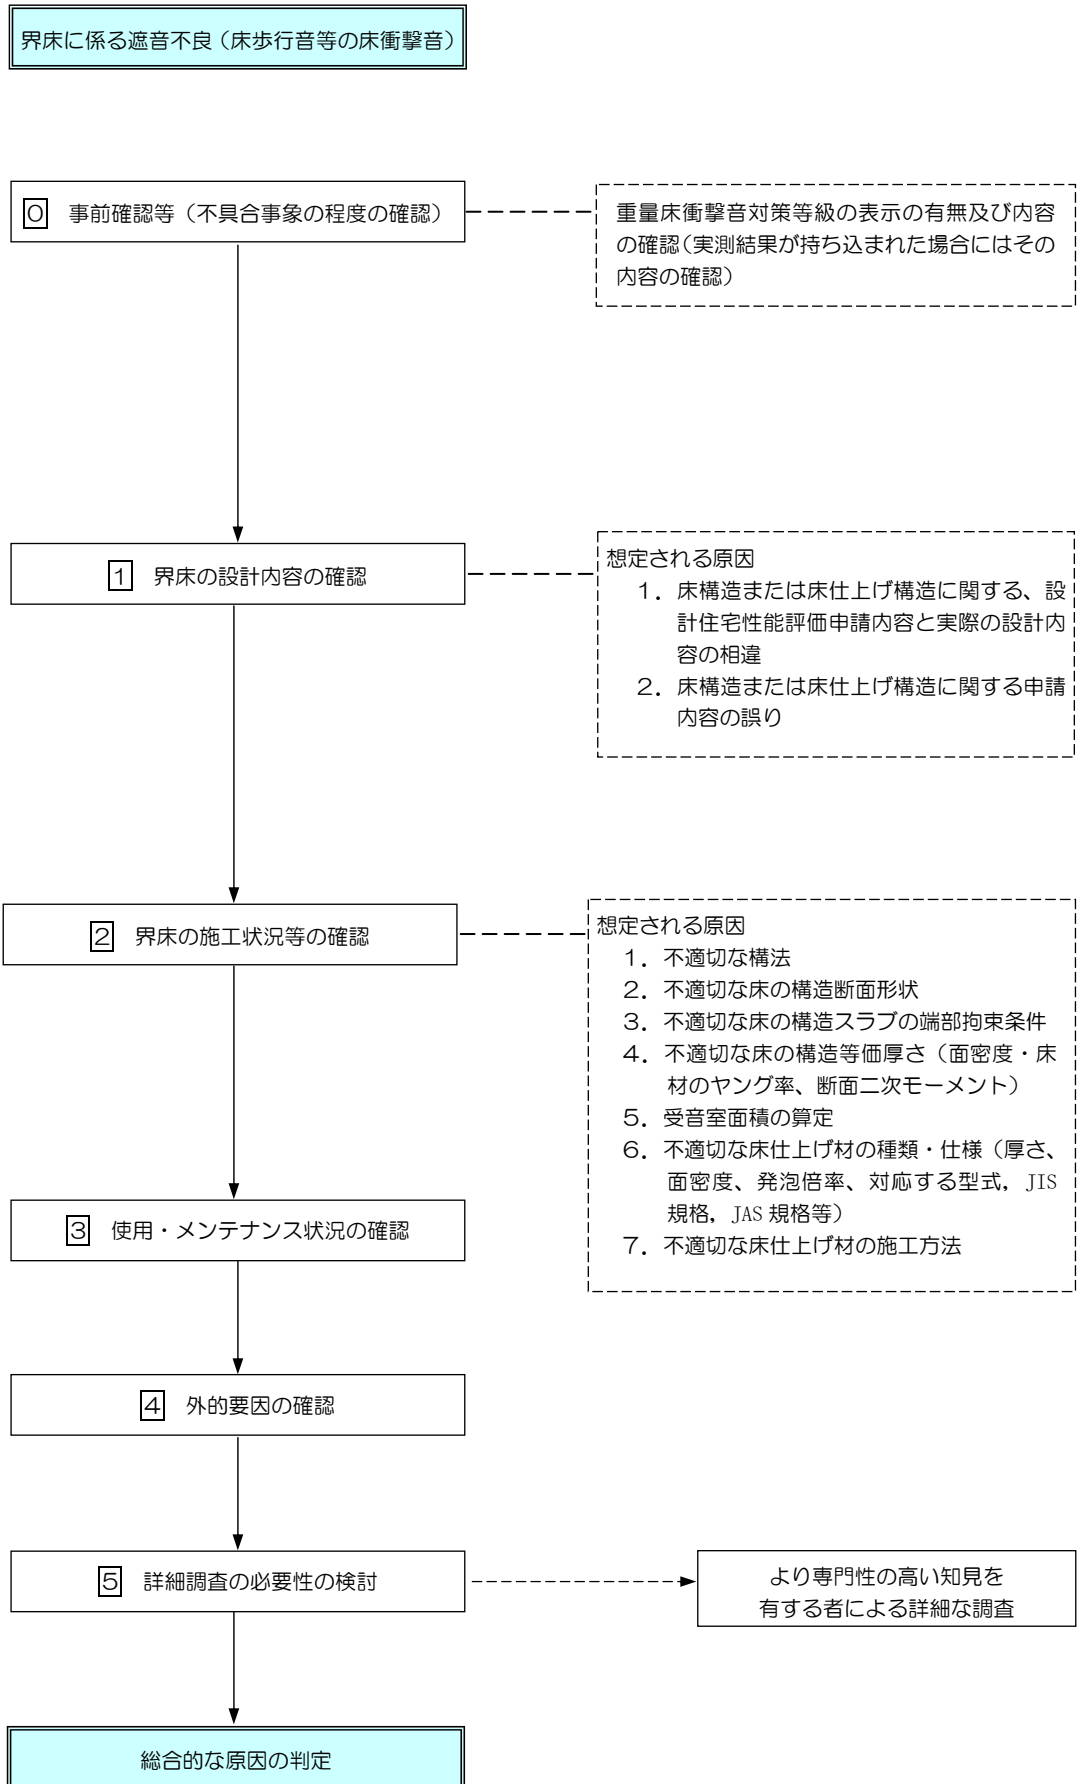 界床に係る遮音不良（床歩行音等の床衝撃音）
0 事前確認等（不具合事象の程度の確認）
重量床衝撃音対策等級の表示の有無及び内容
の確認（実測結果が持ち込まれた場合にはその
内容の確認）
1 界床の設計内容の確認
想定される原因
１．床構造または床仕上げ構造に関する、設
計住宅性能評価申請内容と実際の設計内
容の相違
２．床構造または床仕上げ構造に関する申請
内容の誤り
2 界床の施工状況等の確認
想定される原因
１．不適切な構法
２．不適切な床の構造断面形状
３．不適切な床の構造スラブの端部拘束条件
４．不適切な床の構造等価厚さ（面密度・床
材のヤング率、断面二次モーメント）
５．受音室面積の算定
６．不適切な床仕上げ材の種類・仕様（厚さ、
面密度、発泡倍率、対応する型式，JIS
規格，JAS 規格等）
７．不適切な床仕上げ材の施工方法
3 使用・メンテナンス状況の確認
4 外的要因の確認
5 詳細調査の必要性の検討
より専門性の高い知見を
有する者による詳細な調査
総合的な原因の判定